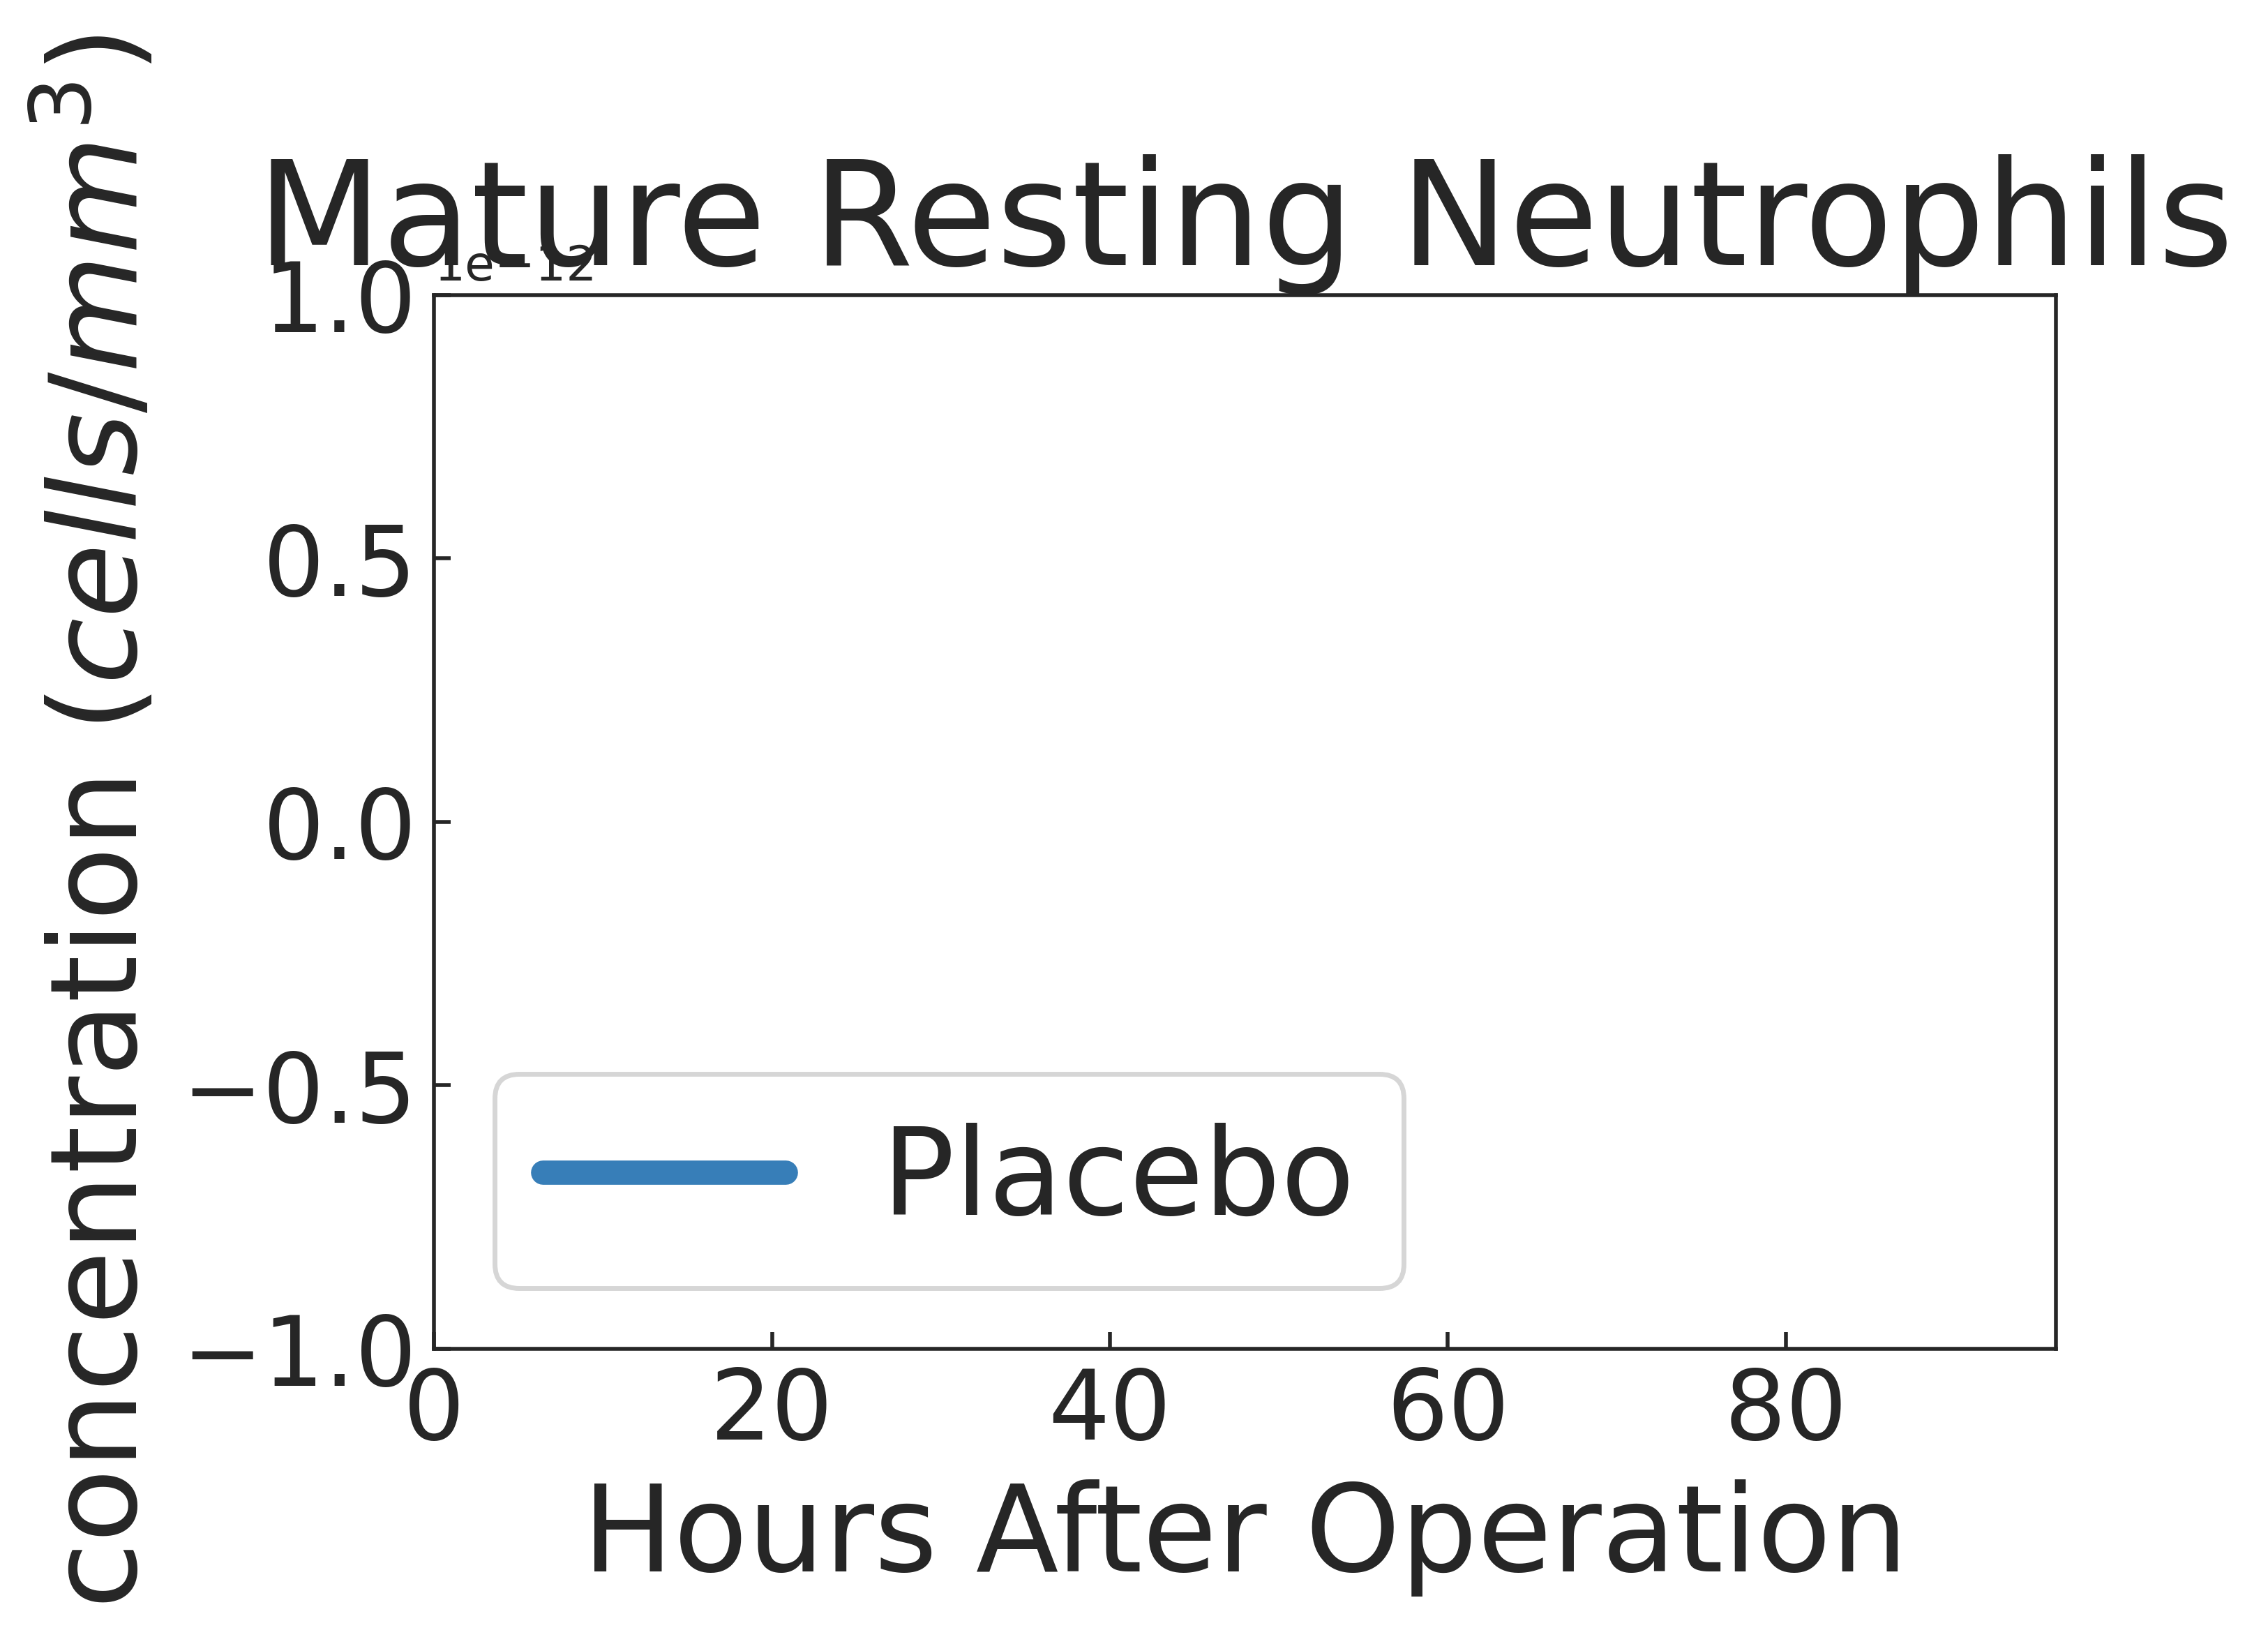 Mature Resting Neutrophils
1e−12
1.0
0.5
0.0
−0.5
−1.0
concentration (cells/mm³)
Placebo
0 20 40 60 80
Hours After Operation